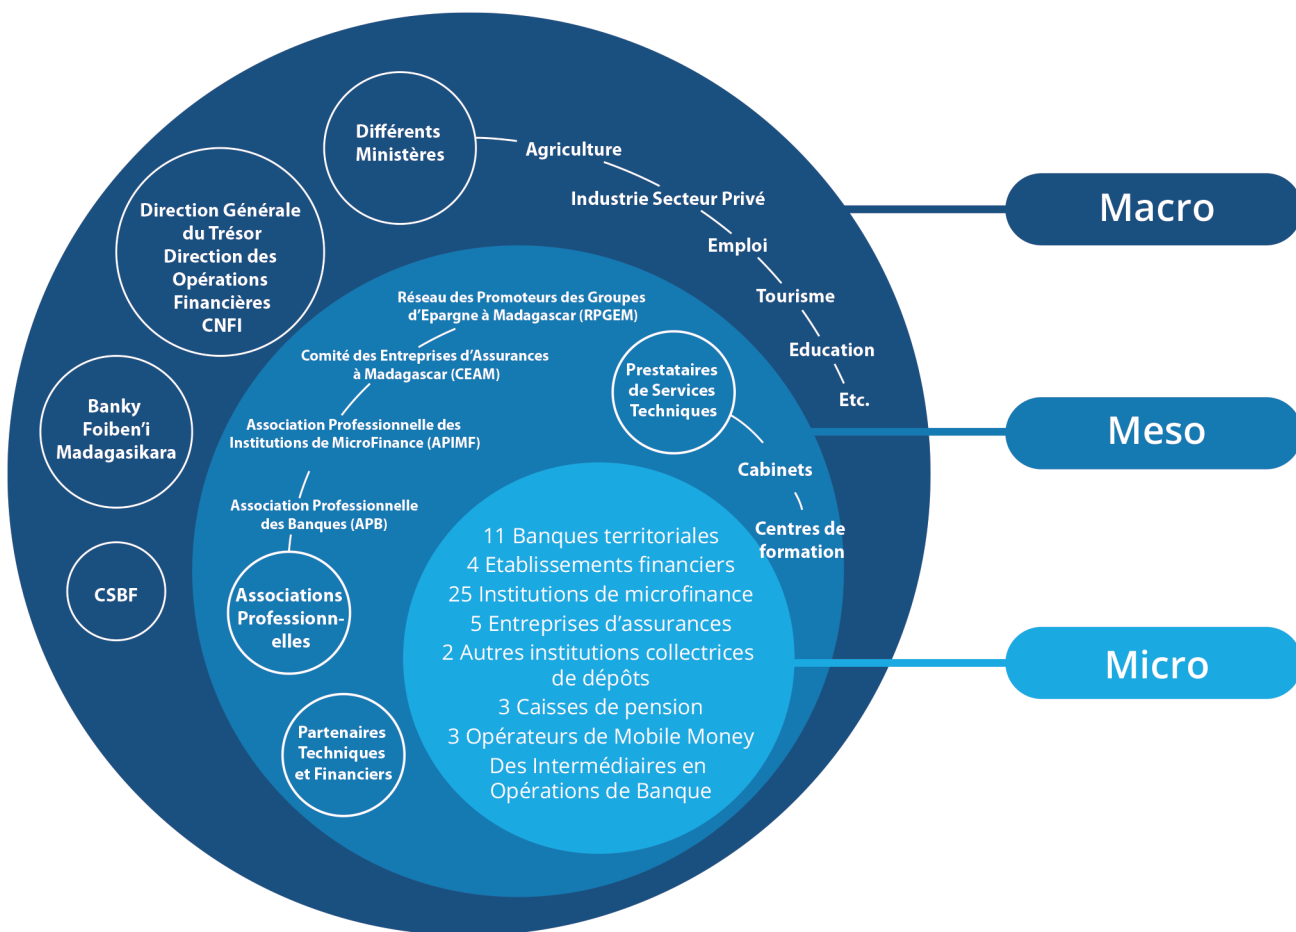 Différents
Ministères
Agriculture
Industrie Secteur Privé
Emploi
Tourisme
Education
Etc.
Direction Générale
du Trésor
Direction des
Opérations
Financières
CNFI
Banky
Foiben'i
Madagasikara
CSBF
Réseau des Promoteurs des Groupes
d'Epargne à Madagascar (RPGEM)
Comité des Entreprises d'Assurances
à Madagascar (CEAM)
Association Professionnelle des
Institutions de MicroFinance (APIMF)
Association Professionnelle
des Banques (APB)
Associations
Professionn-
elles
Partenaires
Techniques
et Financiers
Prestataires
de Services
Techniques
Cabinets
Centres de
formation
11 Banques territoriales
4 Etablissements financiers
25 Institutions de microfinance
5 Entreprises d'assurances
2 Autres institutions collectrices
de dépôts
3 Caisses de pension
3 Opérateurs de Mobile Money
Des Intermédiaires en
Opérations de Banque
Macro
Meso
Micro